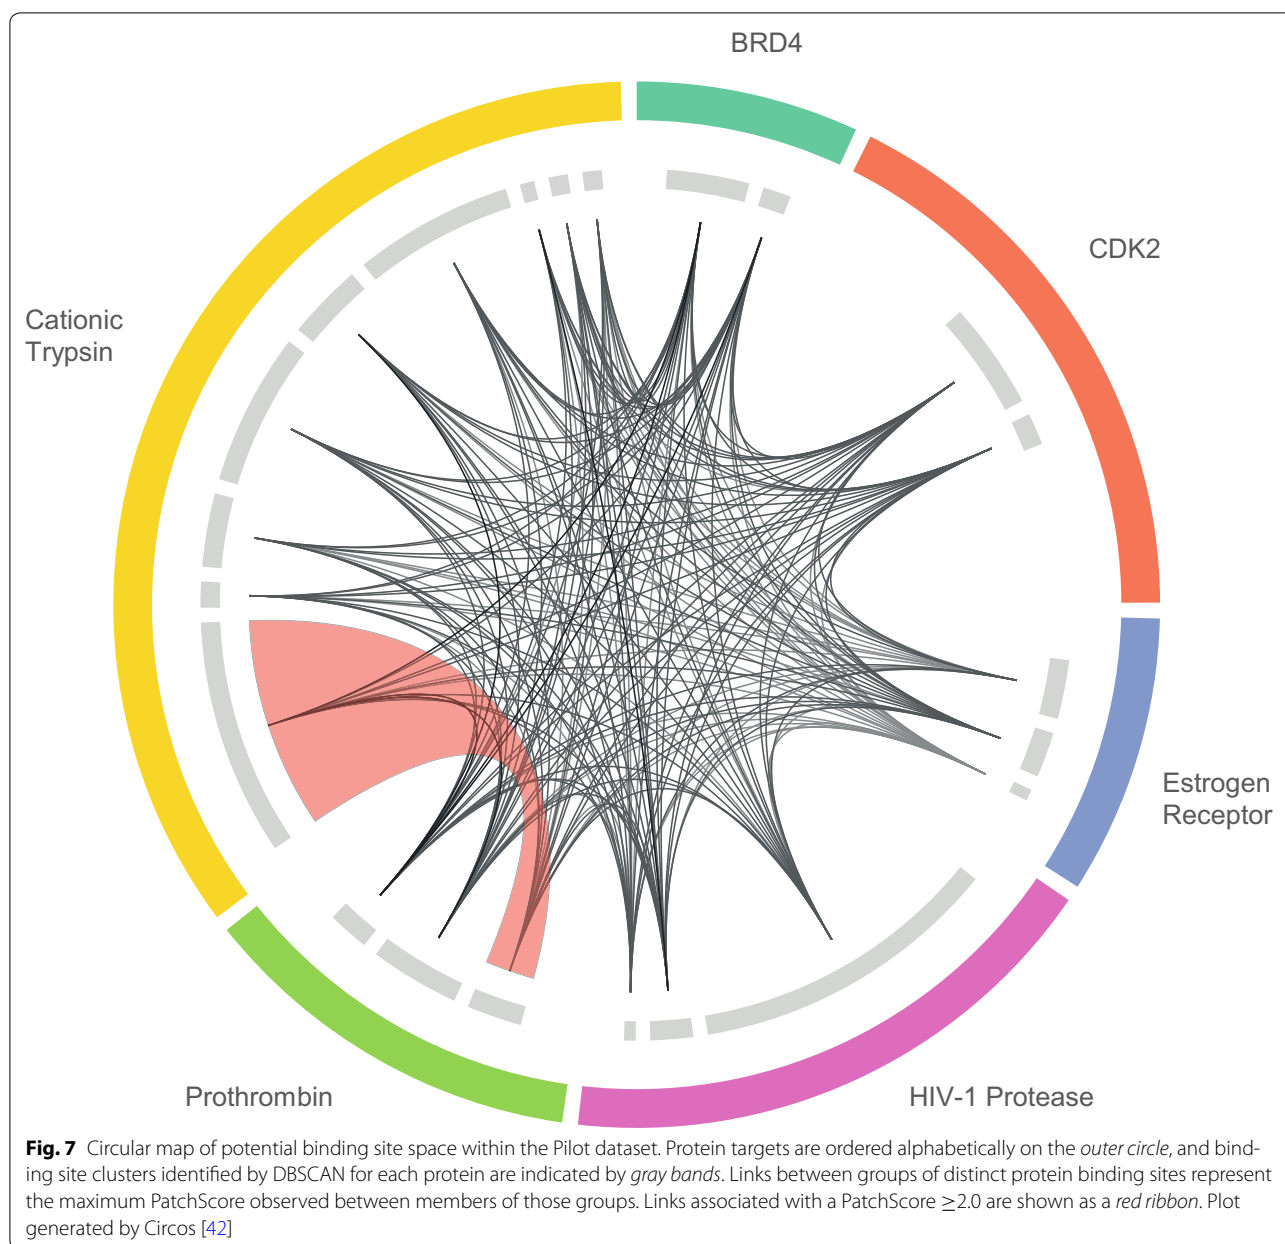 BRD4
CDK2
Cationic
Trypsin
Estrogen
Receptor
Prothrombin
HIV-1 Protease
Fig. 7 Circular map of potential binding site space within the Pilot dataset. Protein targets are ordered alphabetically on the outer circle, and bind-
ing site clusters identified by DBSCAN for each protein are indicated by gray bands. Links between groups of distinct protein binding sites represent
the maximum PatchScore observed between members of those groups. Links associated with a PatchScore ≥2.0 are shown as a red ribbon. Plot
generated by Circos [42]